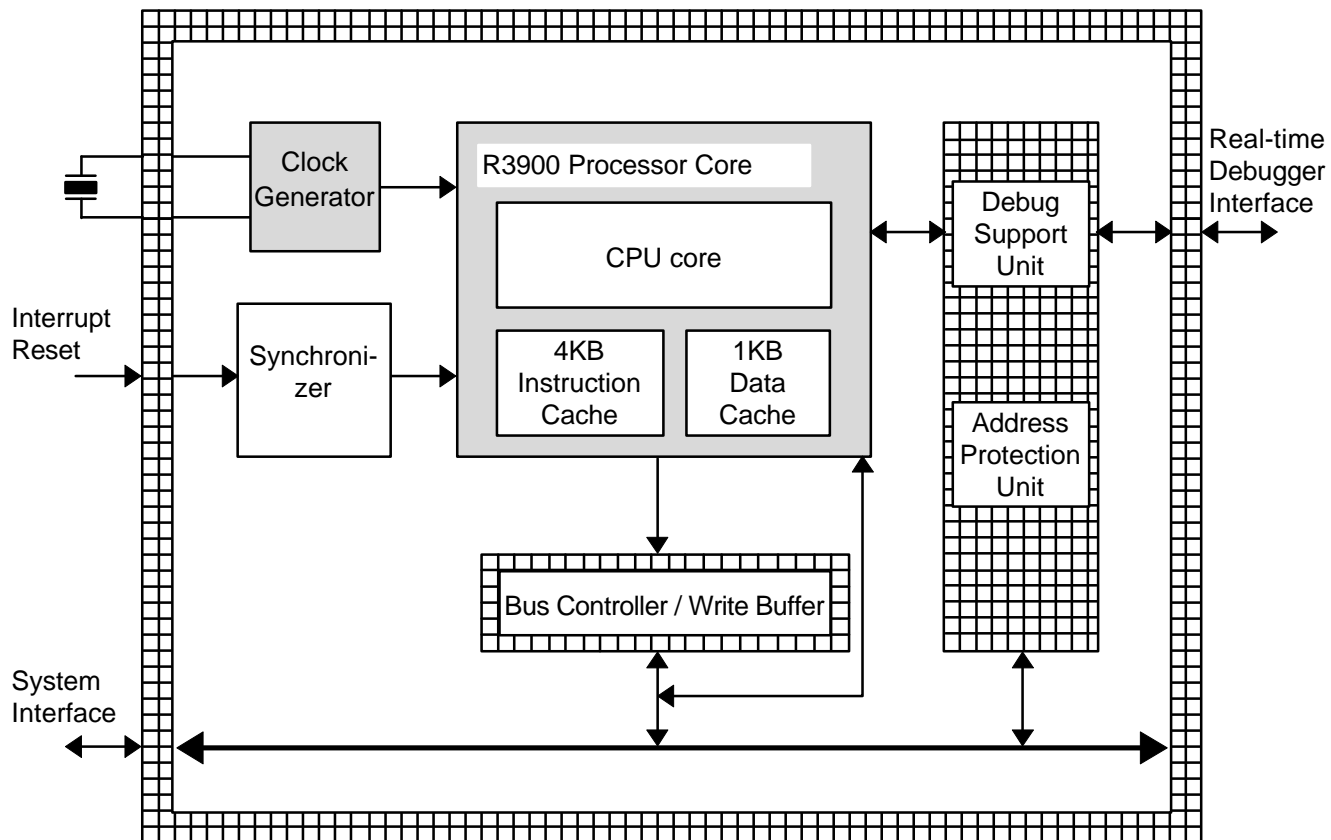 Clock
Generator
R3900 Processor Core
CPU core
4KB
Instruction
Cache
1KB
Data
Cache
Debug
Support
Unit
Real-time
Debugger
Interface
Interrupt
Reset
Synchroni-
zer
Address
Protection
Unit
Bus Controller / Write Buffer
System
Interface